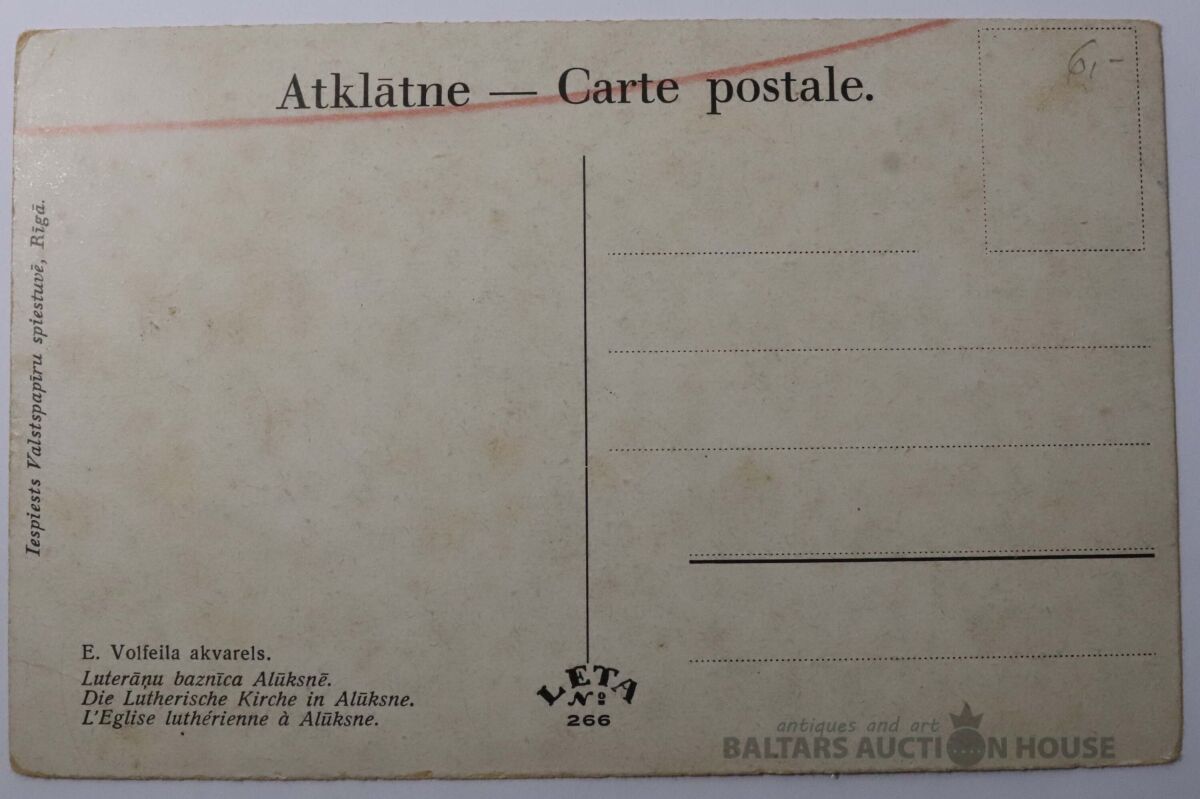 Atklātne — Carte postale.
6,-
Iespiests Valstspapīru spiestuvē, Rīgā.
E. Volfeila akvarels.
Luterāņu baznīca Alūksnē.
Die Lutherische Kirche in Alūksne.
L'Eglise luthérienne à Alūksne.
LETA
№
266
antiques and art
BALTARS AUCTION HOUSE